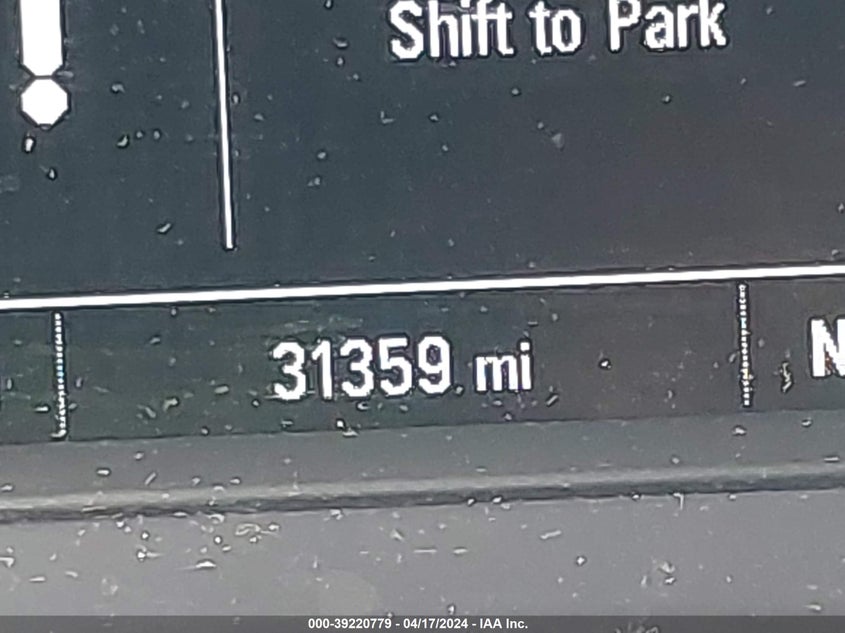 Shift to Park
31359 mi
N
000-39220779 - 04/17/2024 - IAA Inc.